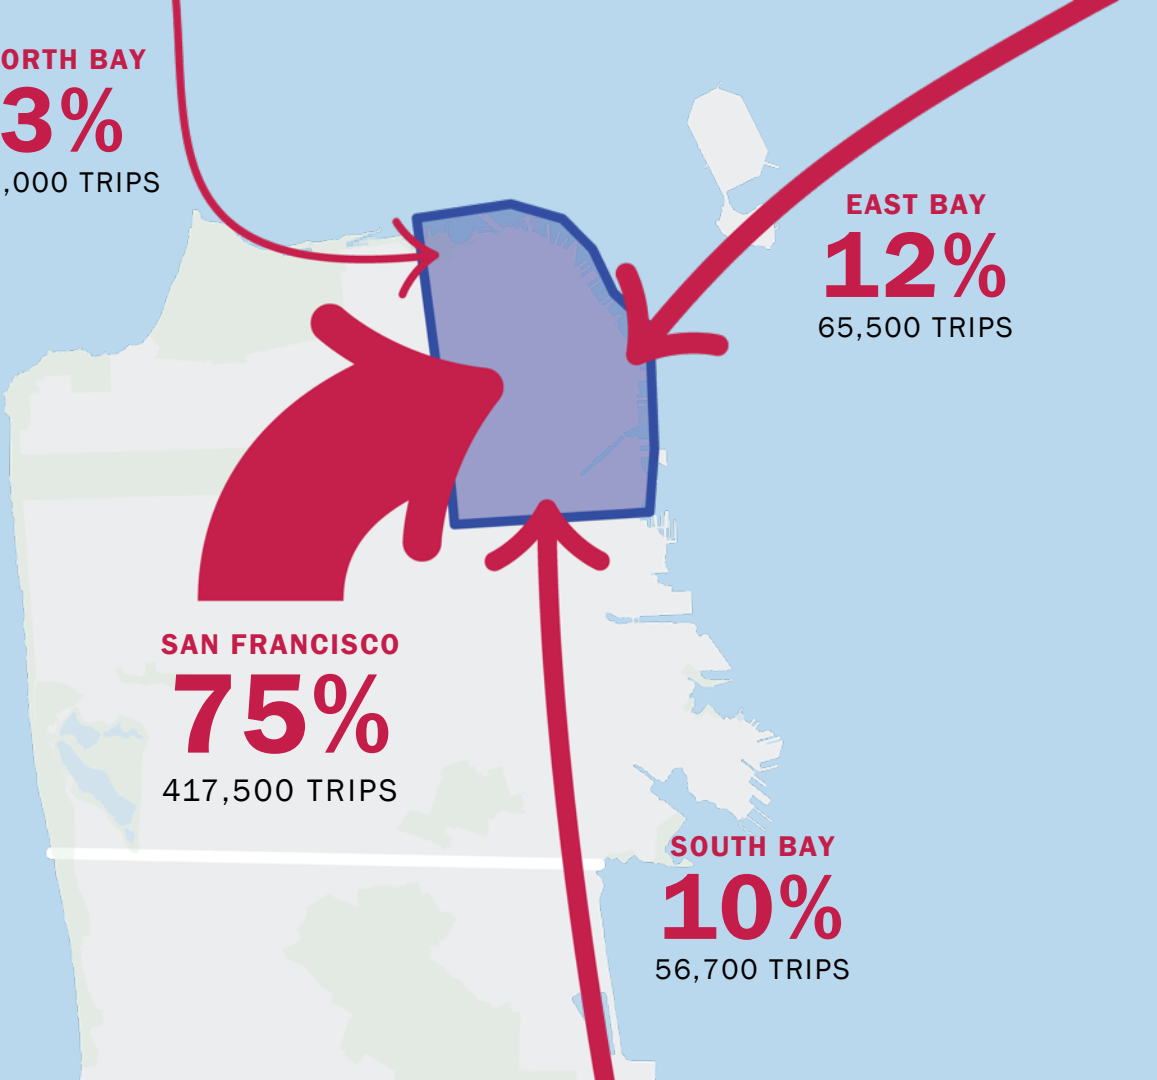 ORTH BAY
3%
,000 TRIPS
EAST BAY
12%
65,500 TRIPS
SAN FRANCISCO
75%
417,500 TRIPS
SOUTH BAY
10%
56,700 TRIPS